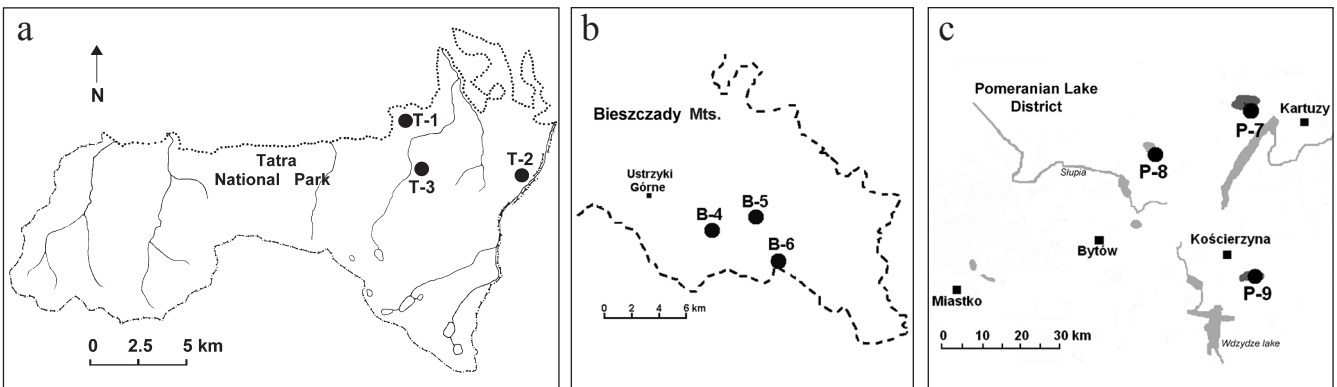 a
N
T-1
Tatra
National Park
T-2
T-3
0 2.5 5 km
b
Bieszczady Mts.
Ustrzyki
Górne
B-4
B-5
B-6
0 2 4 6 km
c
Pomeranian Lake
District
Kartuzy
P-7
P-8
Słupia
Bytów
Kościerzyna
P-9
Miastko
0 10 20 30 km
Wdzydze lake